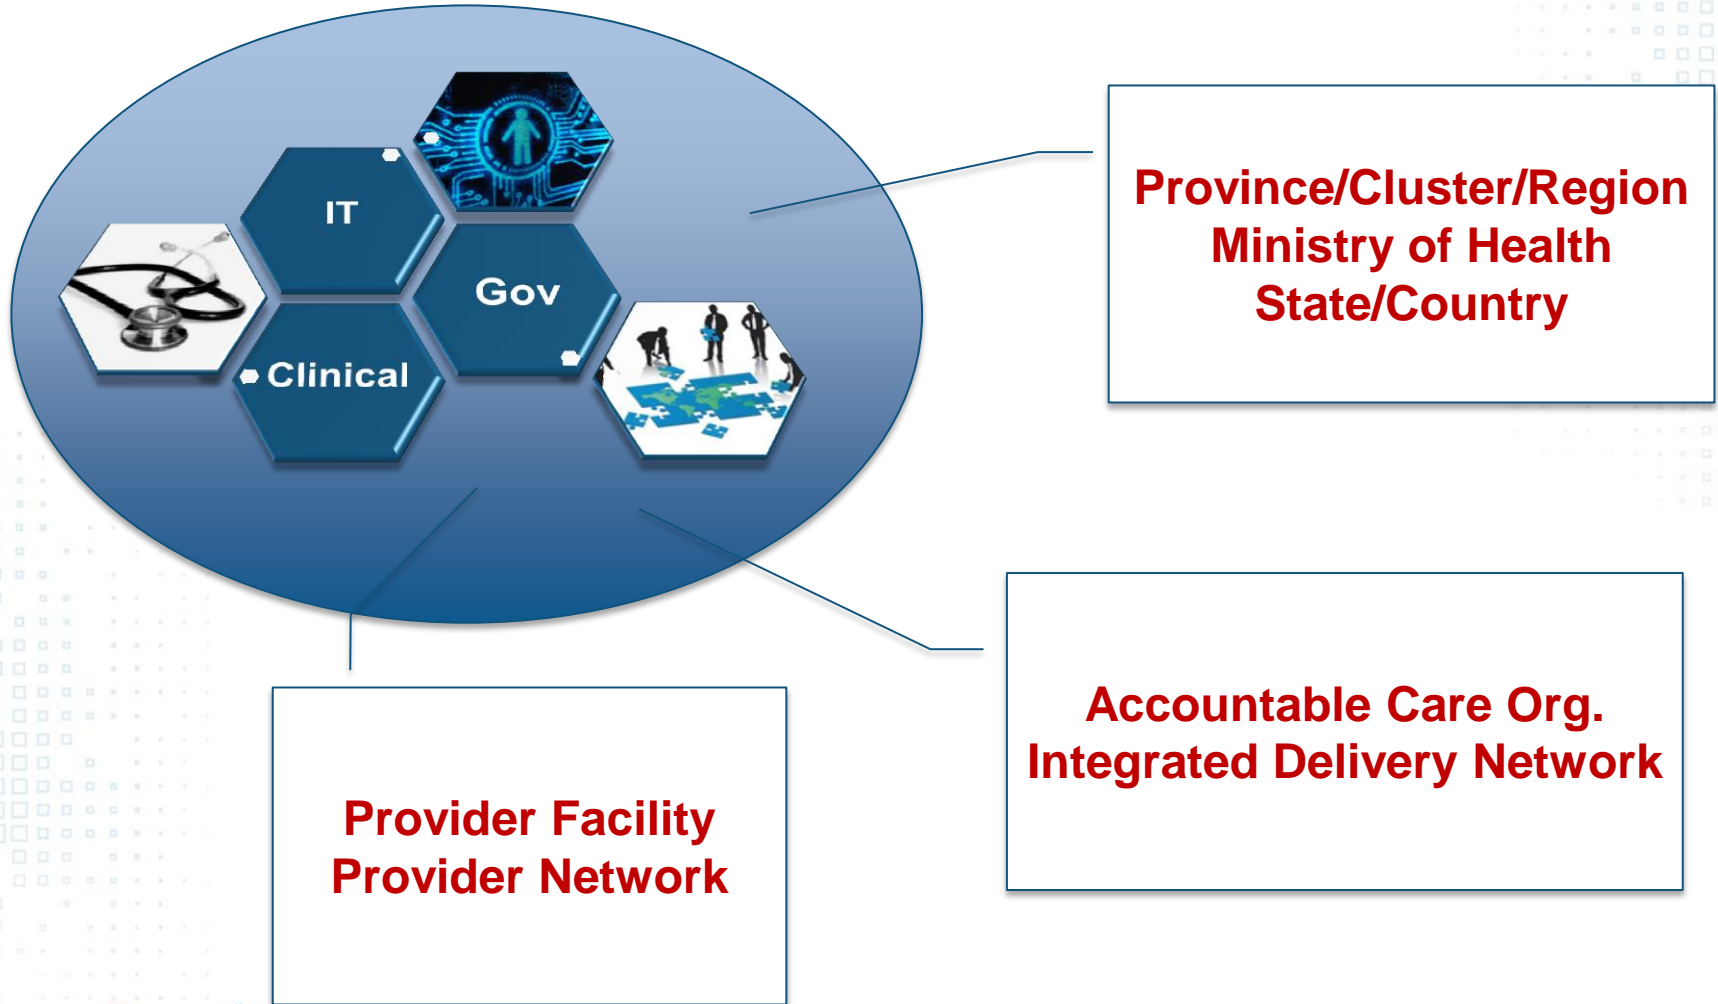 IT
Gov
Clinical
Province/Cluster/Region
Ministry of Health
State/Country
Accountable Care Org.
Integrated Delivery Network
Provider Facility
Provider Network